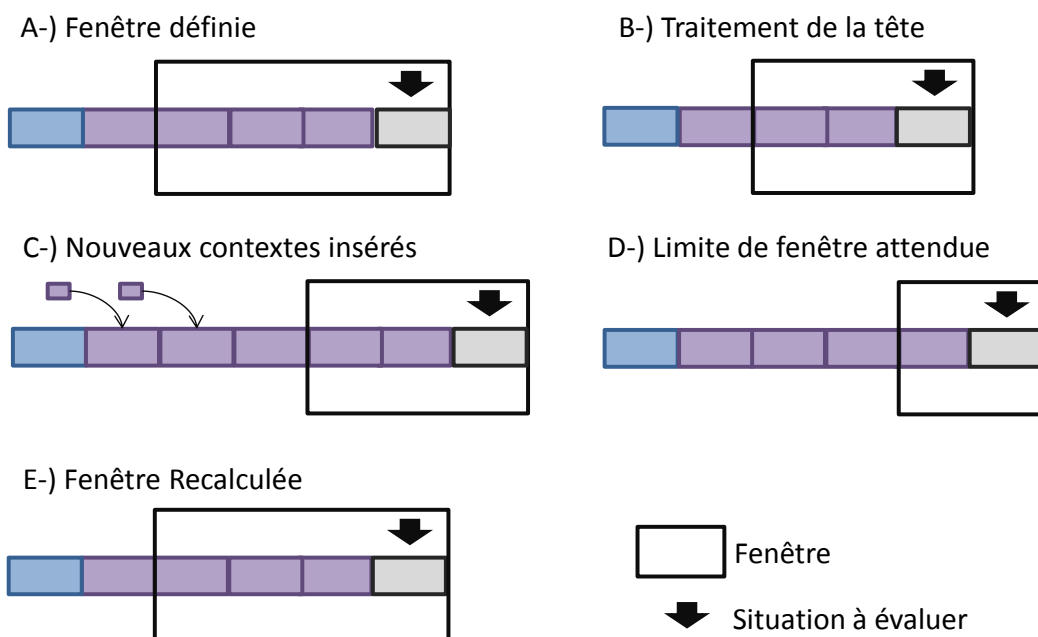 A-) Fenêtre définie
B-) Traitement de la tête
C-) Nouveaux contextes insérés
D-) Limite de fenêtre attendue
E-) Fenêtre Recalculée
Fenêtre
Situation à évaluer